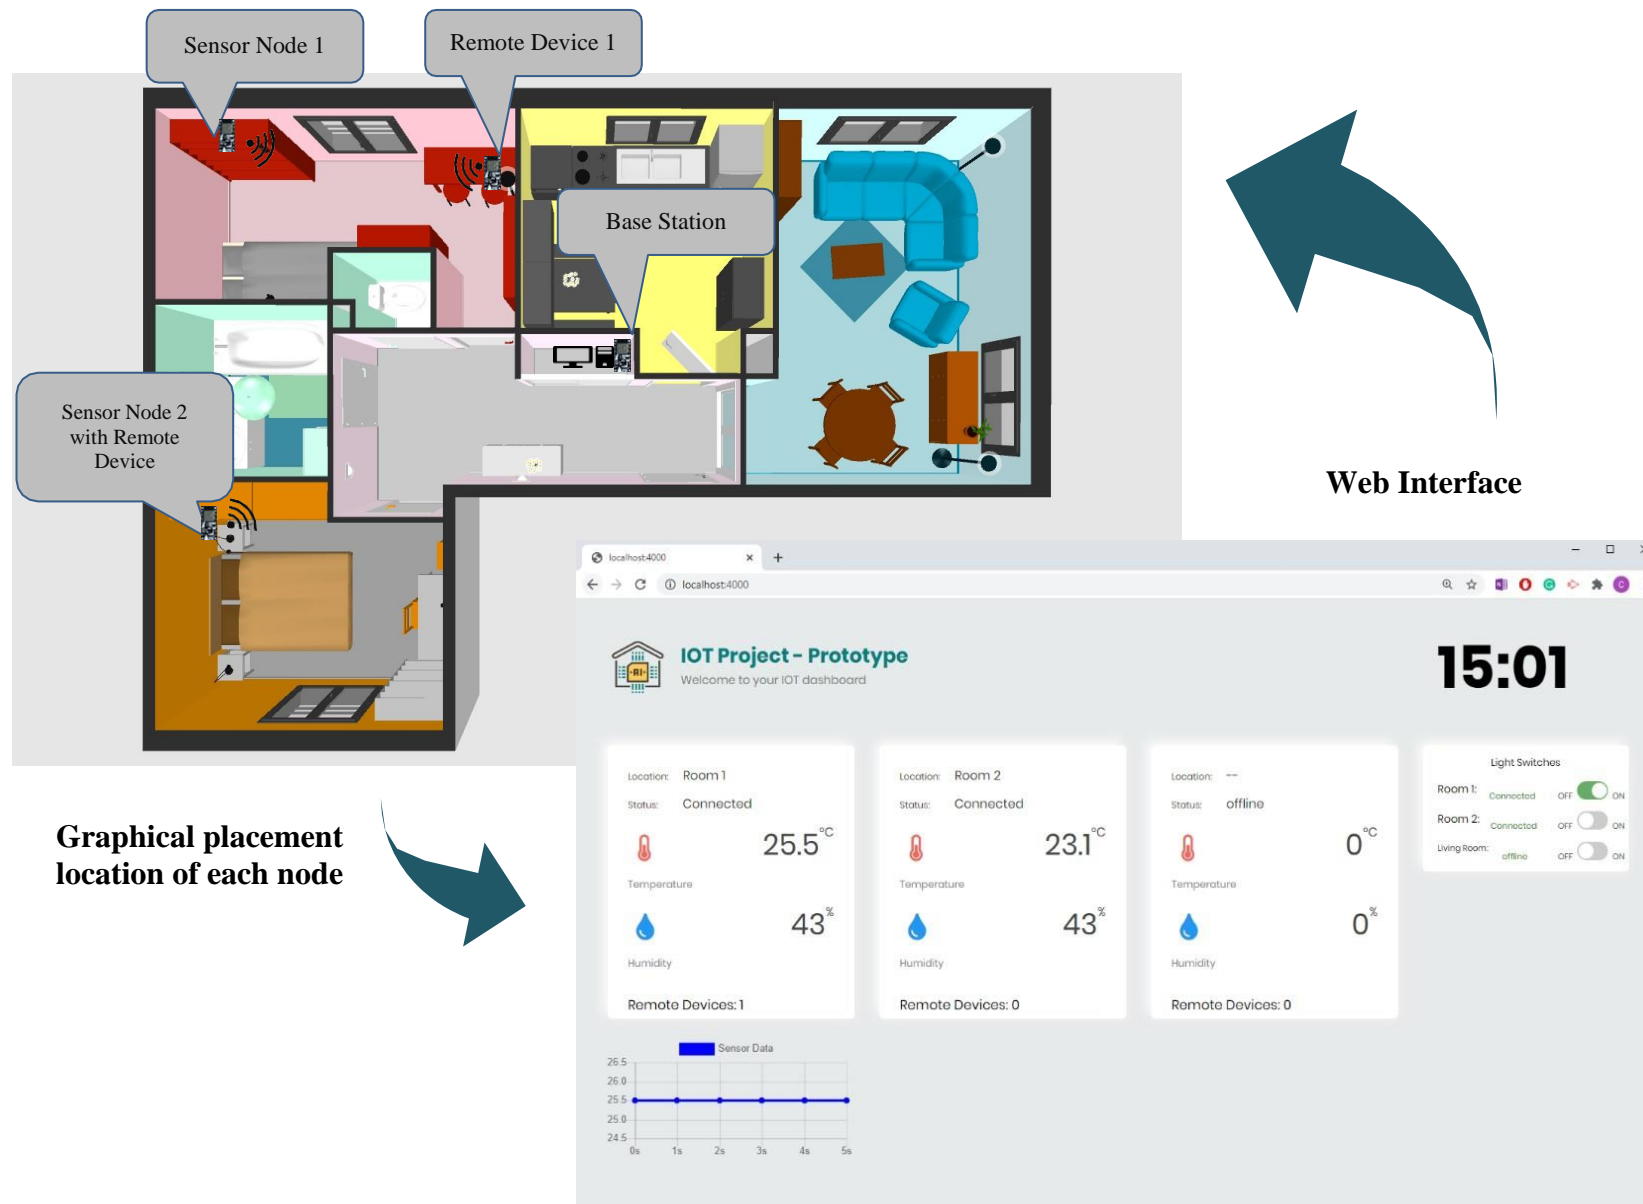 Sensor Node 1
Remote Device 1
Base Station
Sensor Node 2
with Remote
Device
Web Interface
Graphical placement
location of each node
localhost:4000
localhost:4000
IOT Project - Prototype
Welcome to your IOT dashboard
15:01
Location: Room 1
Status: Connected
25.5°C
Temperature
43%
Humidity
Remote Devices: 1
Location: Room 2
Status: Connected
23.1°C
Temperature
43%
Humidity
Remote Devices: 0
Location: --
Status: offline
0°C
Temperature
0%
Humidity
Remote Devices: 0
Light Switches
Room 1: Connected OFF ON
Room 2: Connected OFF ON
Living Room: offline OFF ON
Sensor Data
26.5
26.0
25.5
25.0
24.5
0s 1s 2s 3s 4s 5s